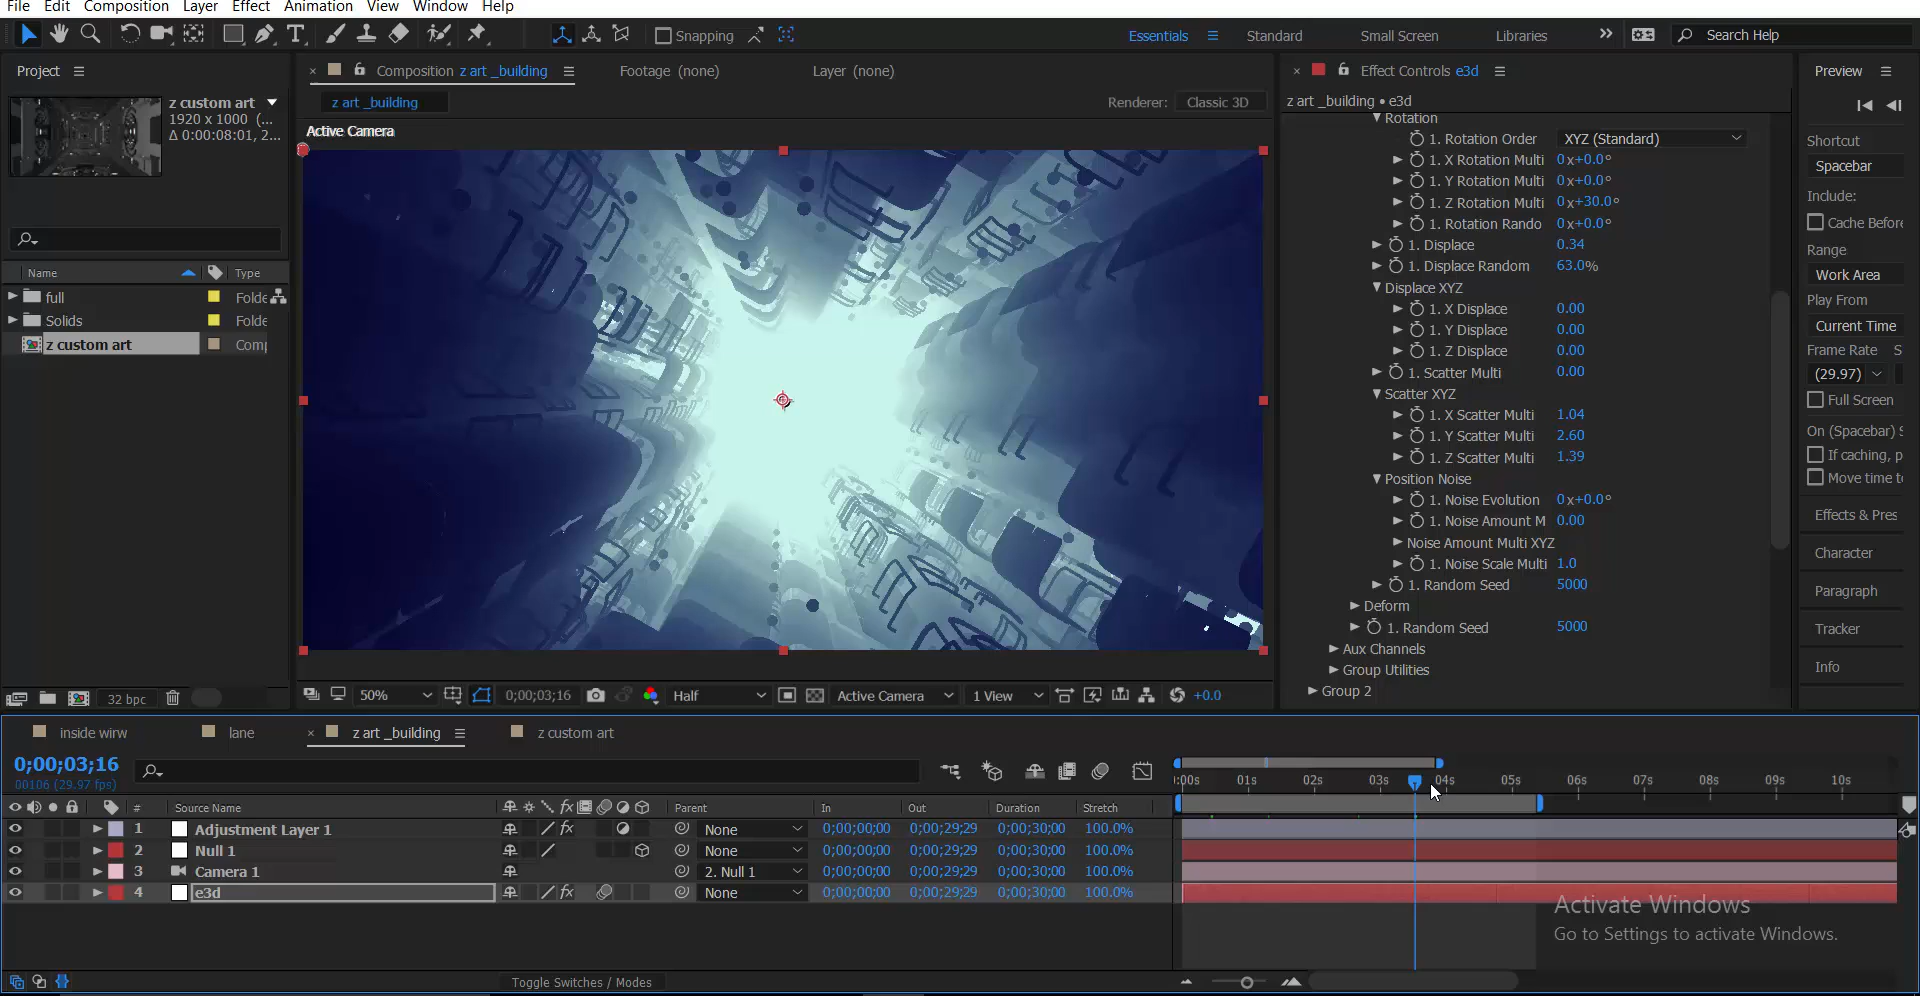 File Edit Composition Layer Effect Animation View Window Help
Snapping
Essentials Standard Small Screen Libraries
Search Help
Project
z custom art
1920 x 1000 (...
Δ 0:00:08:01, 2...
Name Type
full Folde
Solids Folde
z custom art Comp
32 bpc
Composition z art _building
Footage (none)
Layer (none)
z art _building
Renderer: Classic 3D
Active Camera
50%
0;00;03;16
Half
Active Camera
1 View
+0.0
Effect Controls e3d
z art _building • e3d
Rotation
1. Rotation Order XYZ (Standard)
1. X Rotation Multi 0x+0.0°
1. Y Rotation Multi 0x+0.0°
1. Z Rotation Multi 0x+30.0°
1. Rotation Rando 0x+0.0°
1. Displace 0.34
1. Displace Random 63.0%
Displace XYZ
1. X Displace 0.00
1. Y Displace 0.00
1. Z Displace 0.00
1. Scatter Multi 0.00
Scatter XYZ
1. X Scatter Multi 1.04
1. Y Scatter Multi 2.60
1. Z Scatter Multi 1.39
Position Noise
1. Noise Evolution 0x+0.0°
1. Noise Amount M 0.00
Noise Amount Multi XYZ
1. Noise Scale Multi 1.0
1. Random Seed 5000
Deform
1. Random Seed 5000
Aux Channels
Group Utilities
Group 2
Preview
Shortcut
Spacebar
Include:
Cache Before
Range
Work Area
Play From
Current Time
Frame Rate S
(29.97)
Full Screen
On (Spacebar) S
If caching, p
Move time t
Effects & Pres
Character
Paragraph
Tracker
Info
inside wirw
lane
z art _building
z custom art
0;00;03;16
00106 (29.97 fps)
:00s 01s 02s 03s 04s 05s 06s 07s 08s 09s 10s
# Source Name Parent In Out Duration Stretch
1 Adjustment Layer 1 None 0;00;00;00 0;00;29;29 0;00;30;00 100.0%
2 Null 1 None 0;00;00;00 0;00;29;29 0;00;30;00 100.0%
3 Camera 1 2. Null 1 0;00;00;00 0;00;29;29 0;00;30;00 100.0%
4 e3d None 0;00;00;00 0;00;29;29 0;00;30;00 100.0%
Activate Windows
Go to Settings to activate Windows.
Toggle Switches / Modes